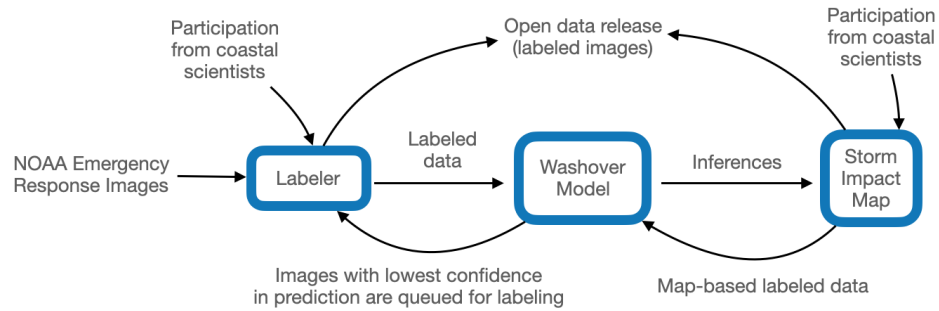 Participation
from coastal
scientists
Open data release
(labeled images)
Participation
from coastal
scientists
NOAA Emergency
Response Images
Labeler
Labeled
data
Washover
Model
Inferences
Storm
Impact
Map
Images with lowest confidence
in prediction are queued for labeling
Map-based labeled data